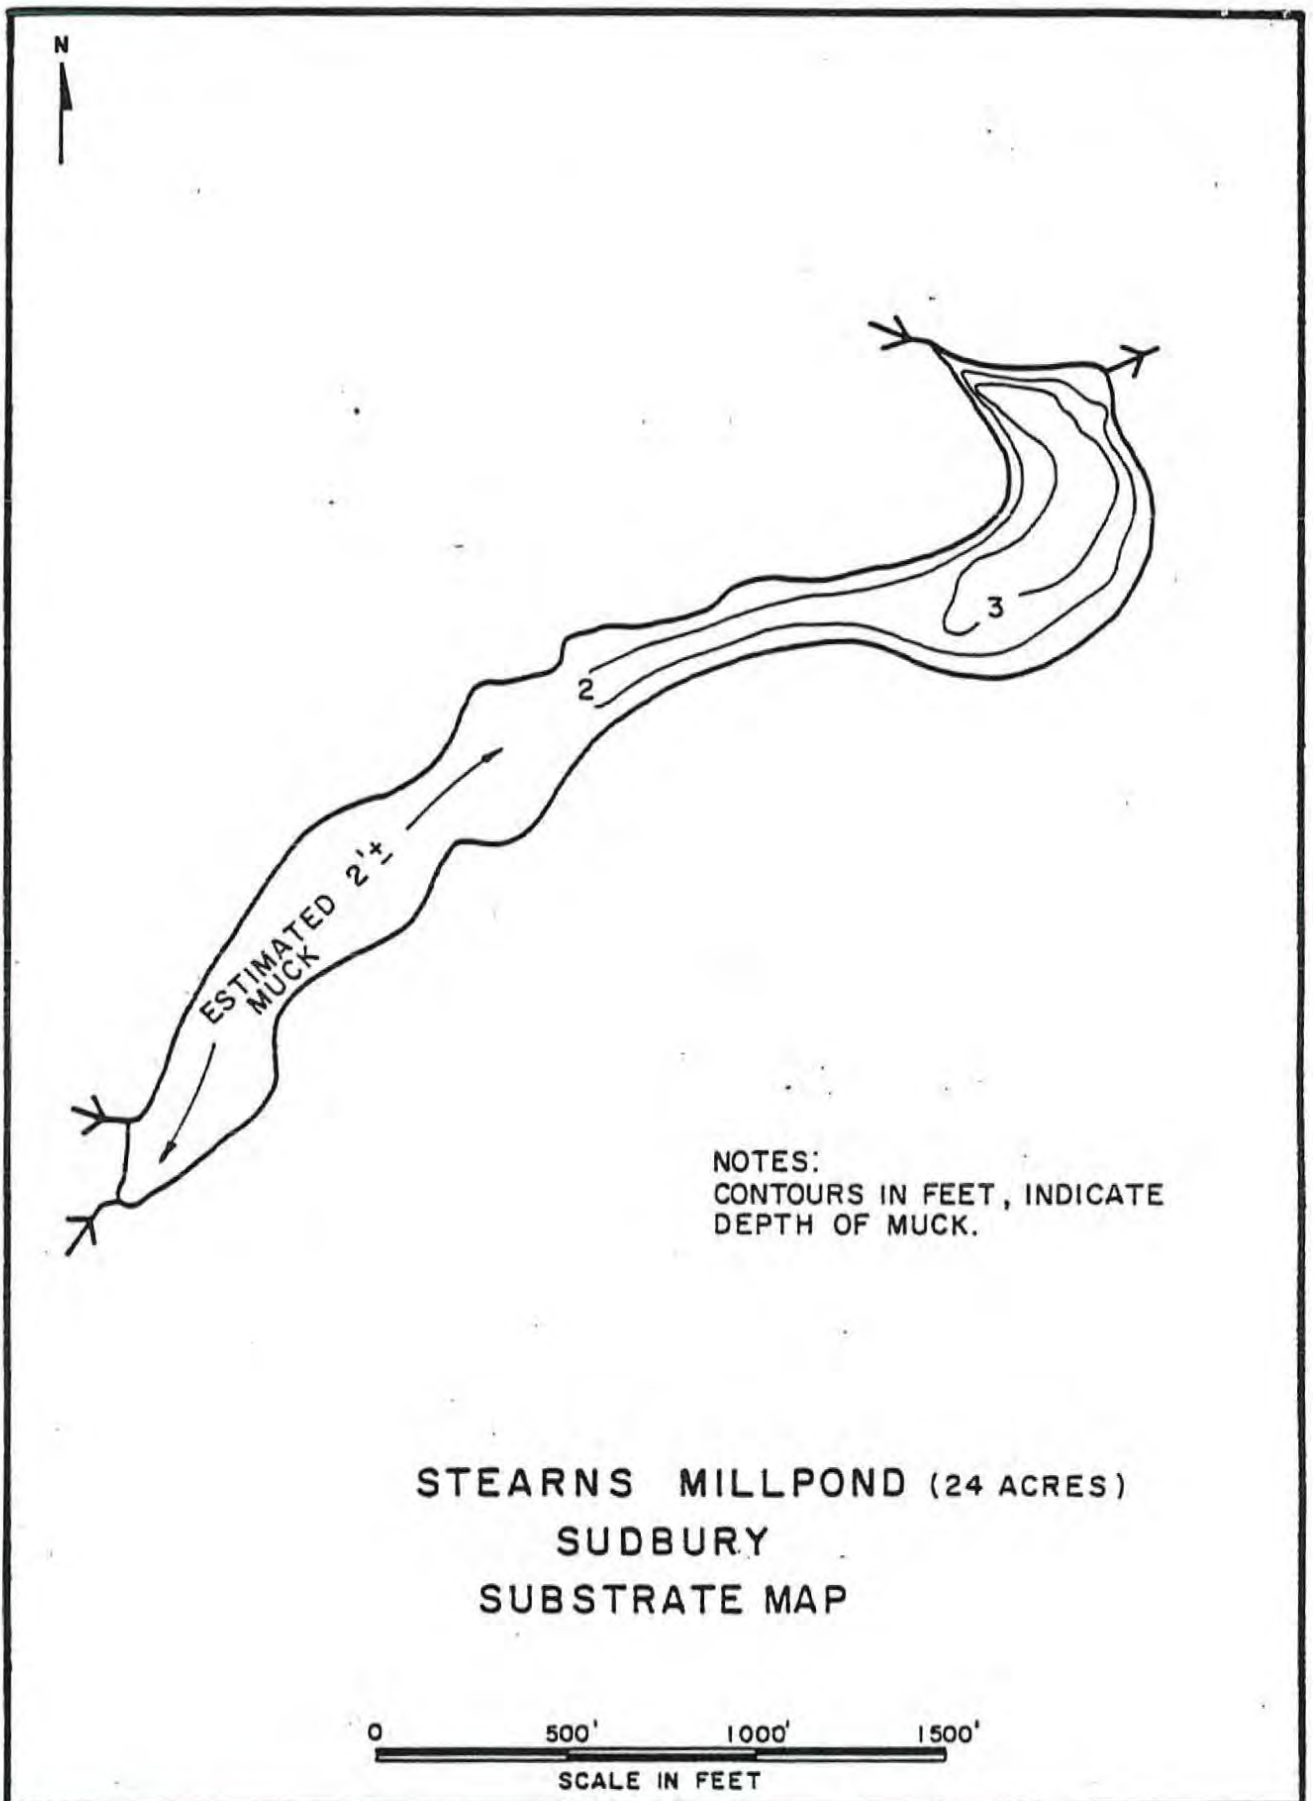 N
3
2
ESTIMATED 2'±
MUCK
NOTES:
CONTOURS IN FEET, INDICATE
DEPTH OF MUCK.
STEARNS MILLPOND (24 ACRES)
SUDBURY
SUBSTRATE MAP
0 500' 1000' 1500'
SCALE IN FEET